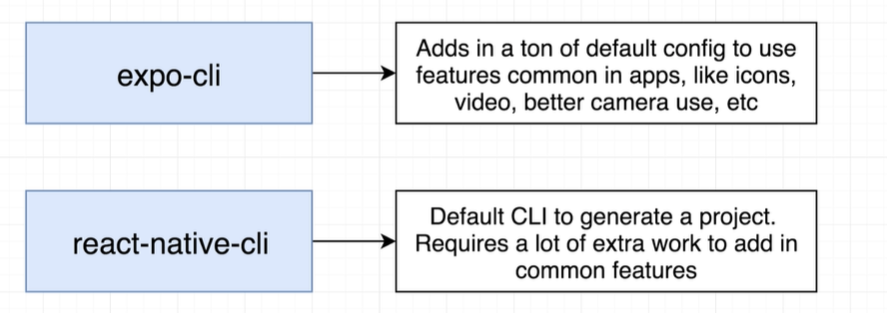 expo-cli
Adds in a ton of default config to use
features common in apps, like icons,
video, better camera use, etc
react-native-cli
Default CLI to generate a project.
Requires a lot of extra work to add in
common features